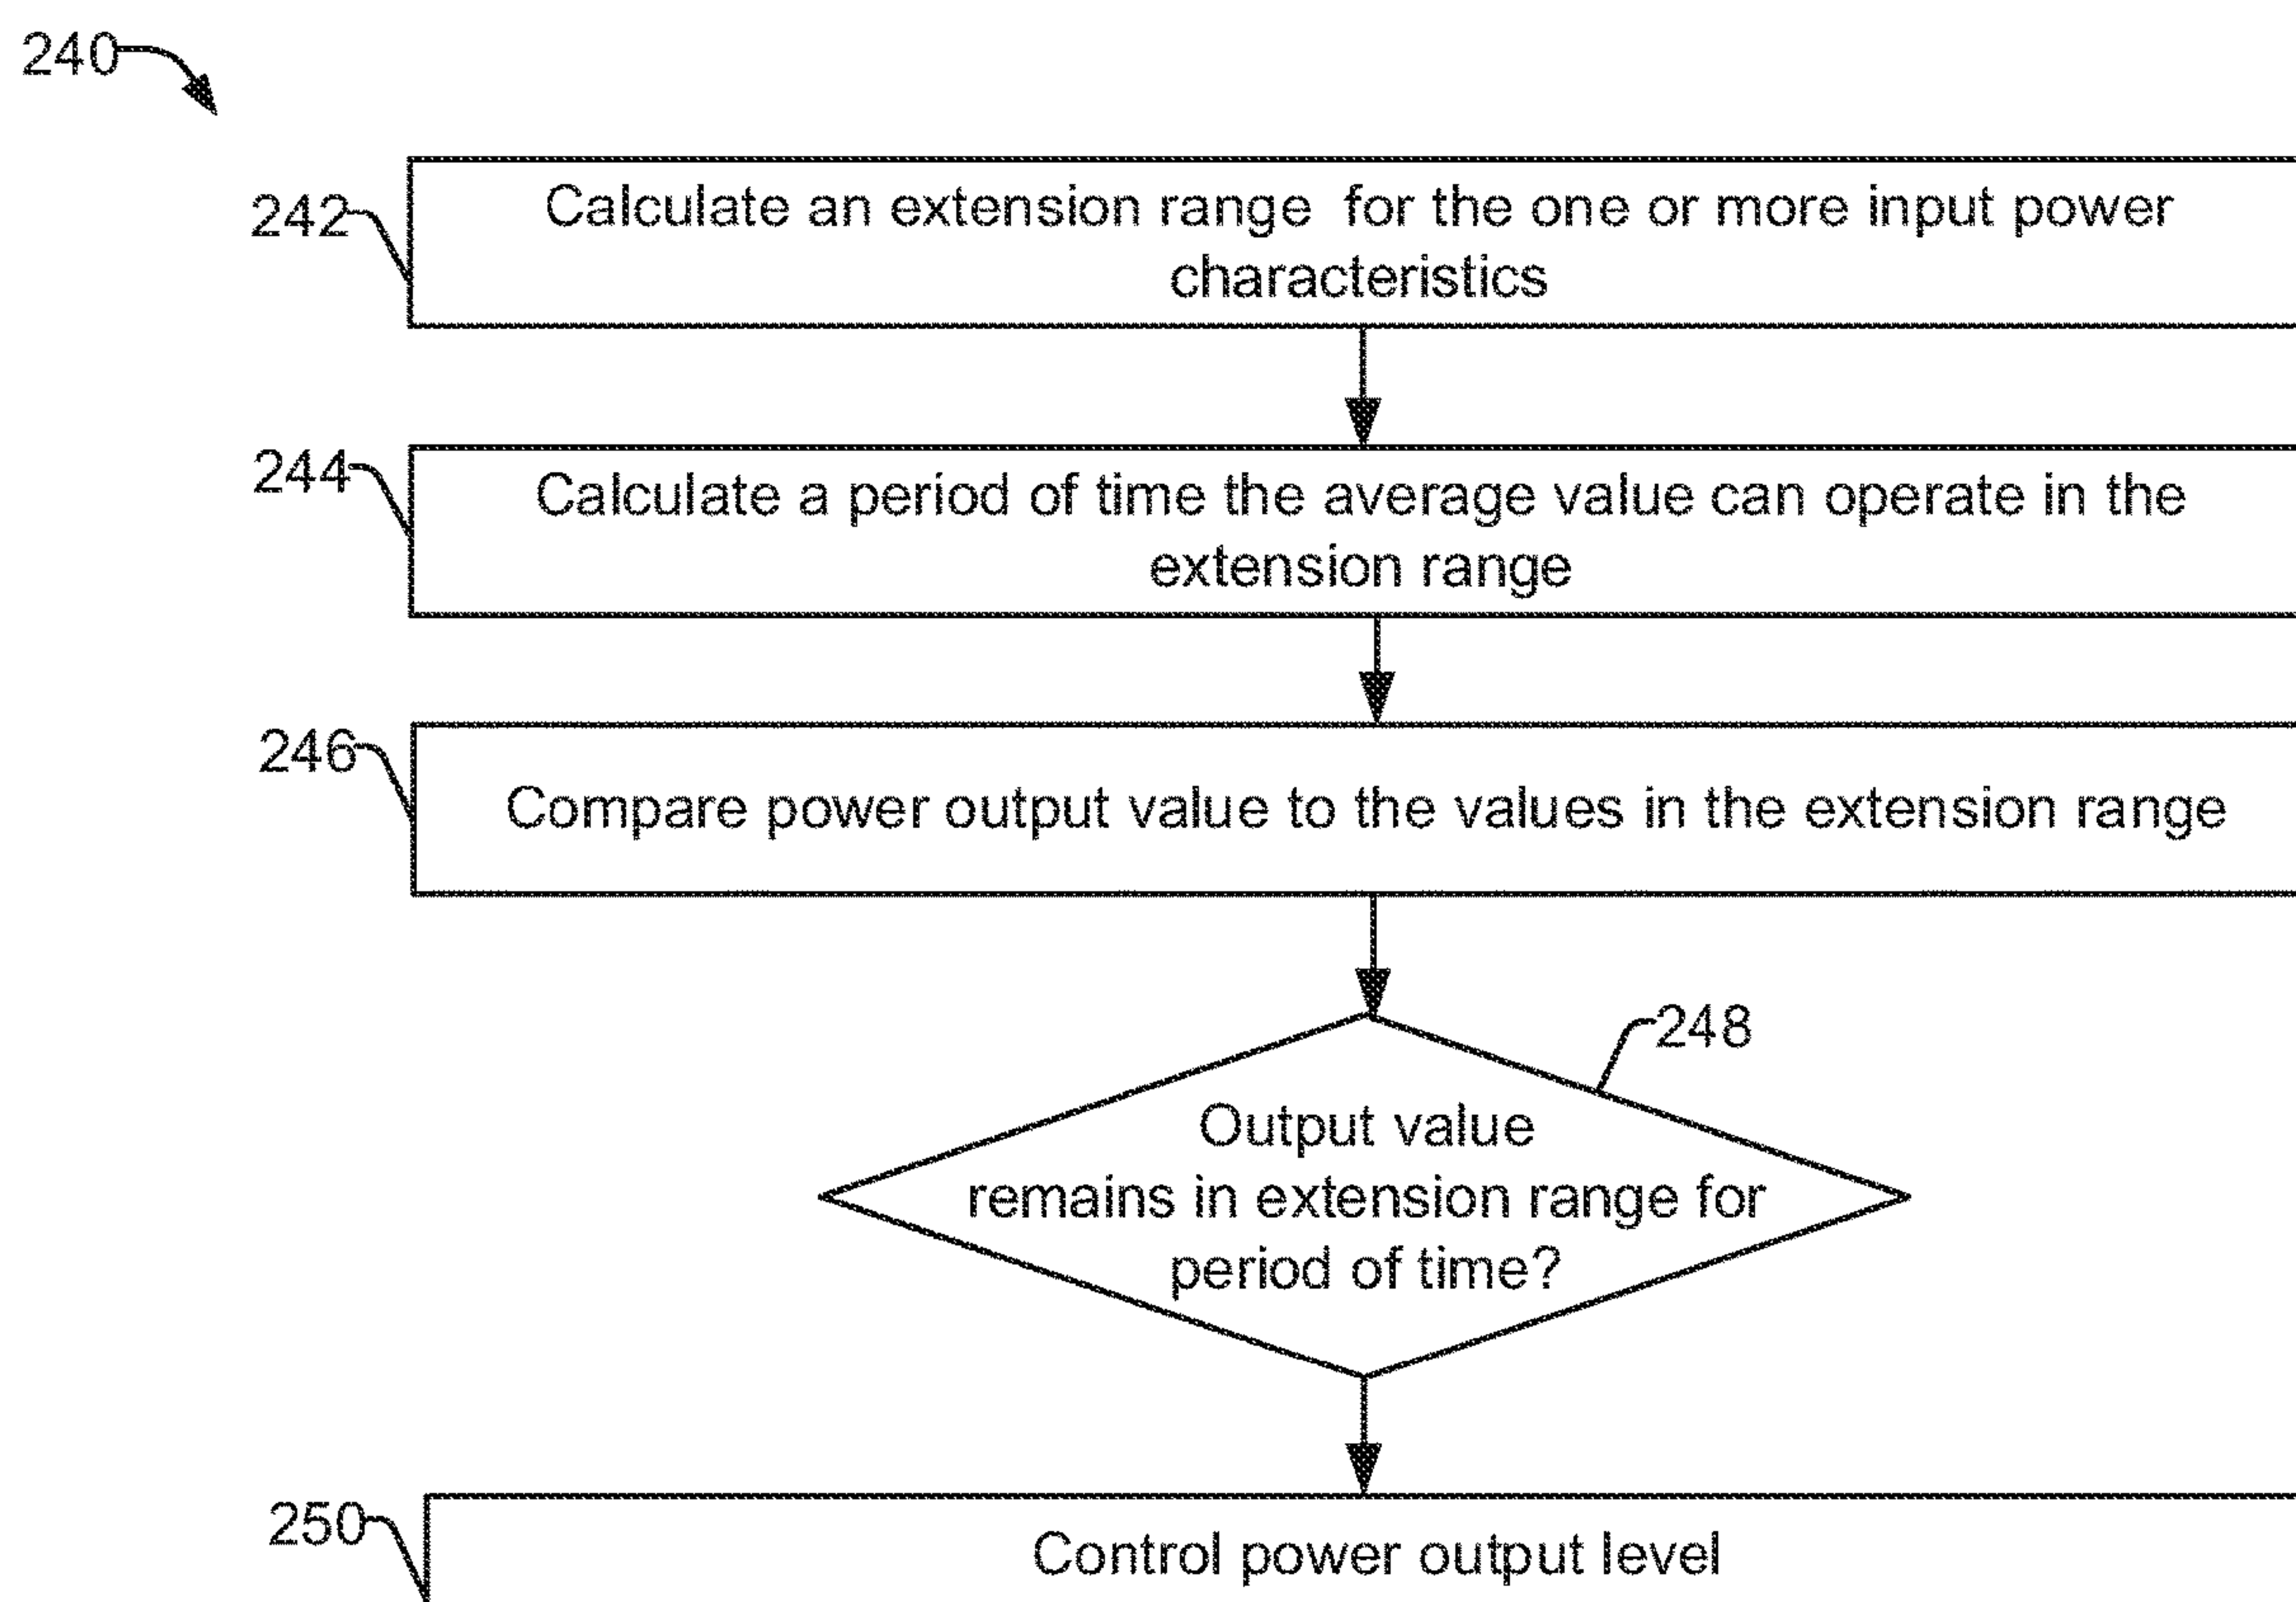 240
242
Calculate an extension range for the one or more input power
characteristics
244
Calculate a period of time the average value can operate in the
extension range
246
Compare power output value to the values in the extension range
248
Output value
remains in extension range for
period of time?
250
Control power output level